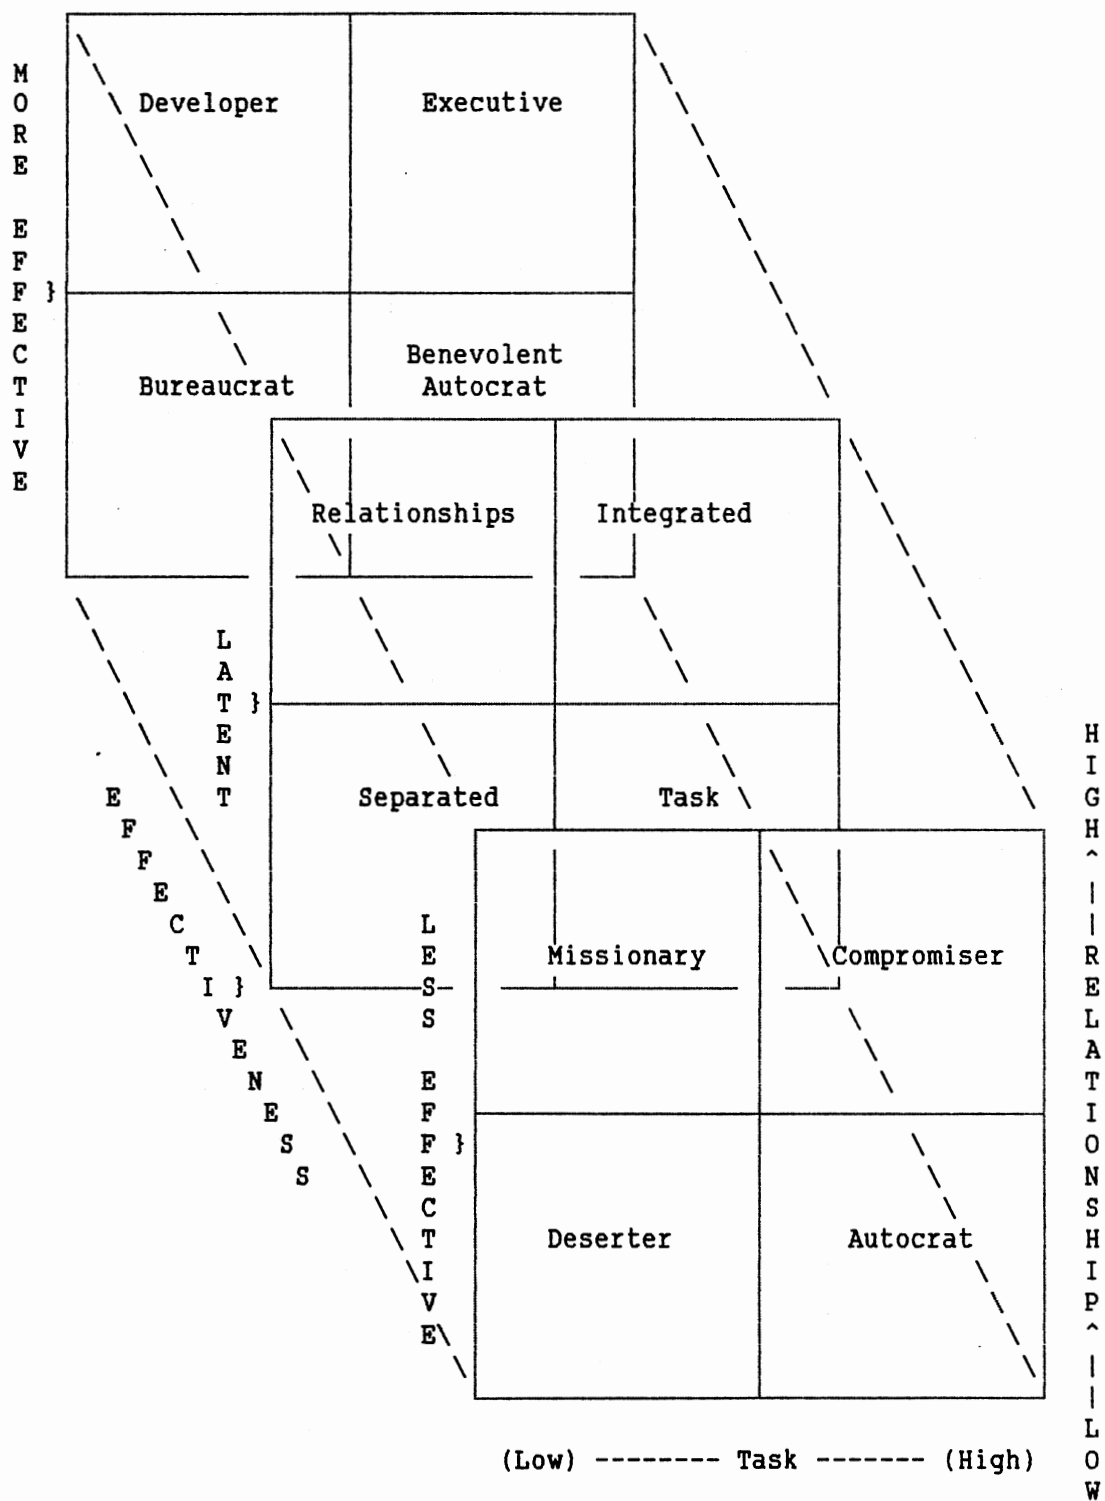 MORE EFFECTIVE }
Developer
Executive
Bureaucrat
Benevolent
Autocrat
LATENT }
Relationships
Integrated
Separated
Task
EFFECTIVENESS }
LESS EFFECTIVE }
Missionary
Compromiser
Deserter
Autocrat
HIGH^||RELATIONSHIP^||LOW
(Low) -------- Task ------- (High)